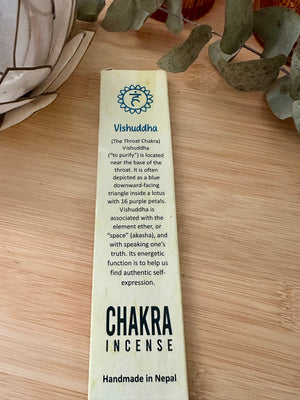 हं
Vishuddha
(The Throat Chakra)
Vishuddha
("to purify") is located
near the base of the
throat. It is often
depicted as a blue
downward-facing
triangle inside a lotus
with 16 purple petals.
Vishuddha is
associated with the
element ether, or
"space" (akasha), and
with speaking one's
truth. Its energetic
function is to help us
find authentic self-
expression.
CHAKRA
INCENSE
Handmade in Nepal